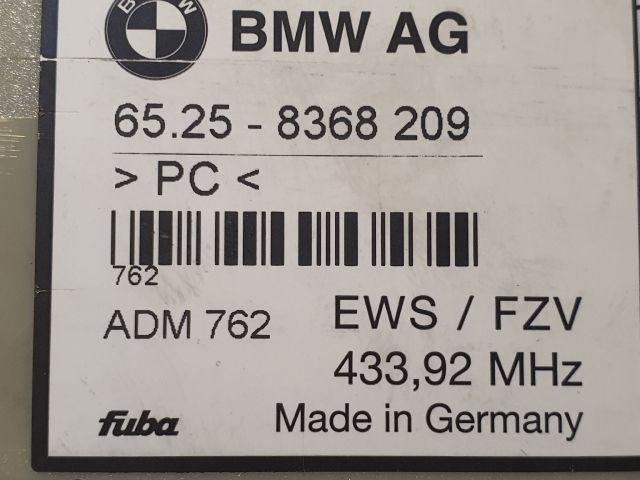 BMW
BMW AG
65.25 - 8368 209
> PC <
762
ADM 762
EWS / FZV
433,92 MHz
fuba
Made in Germany